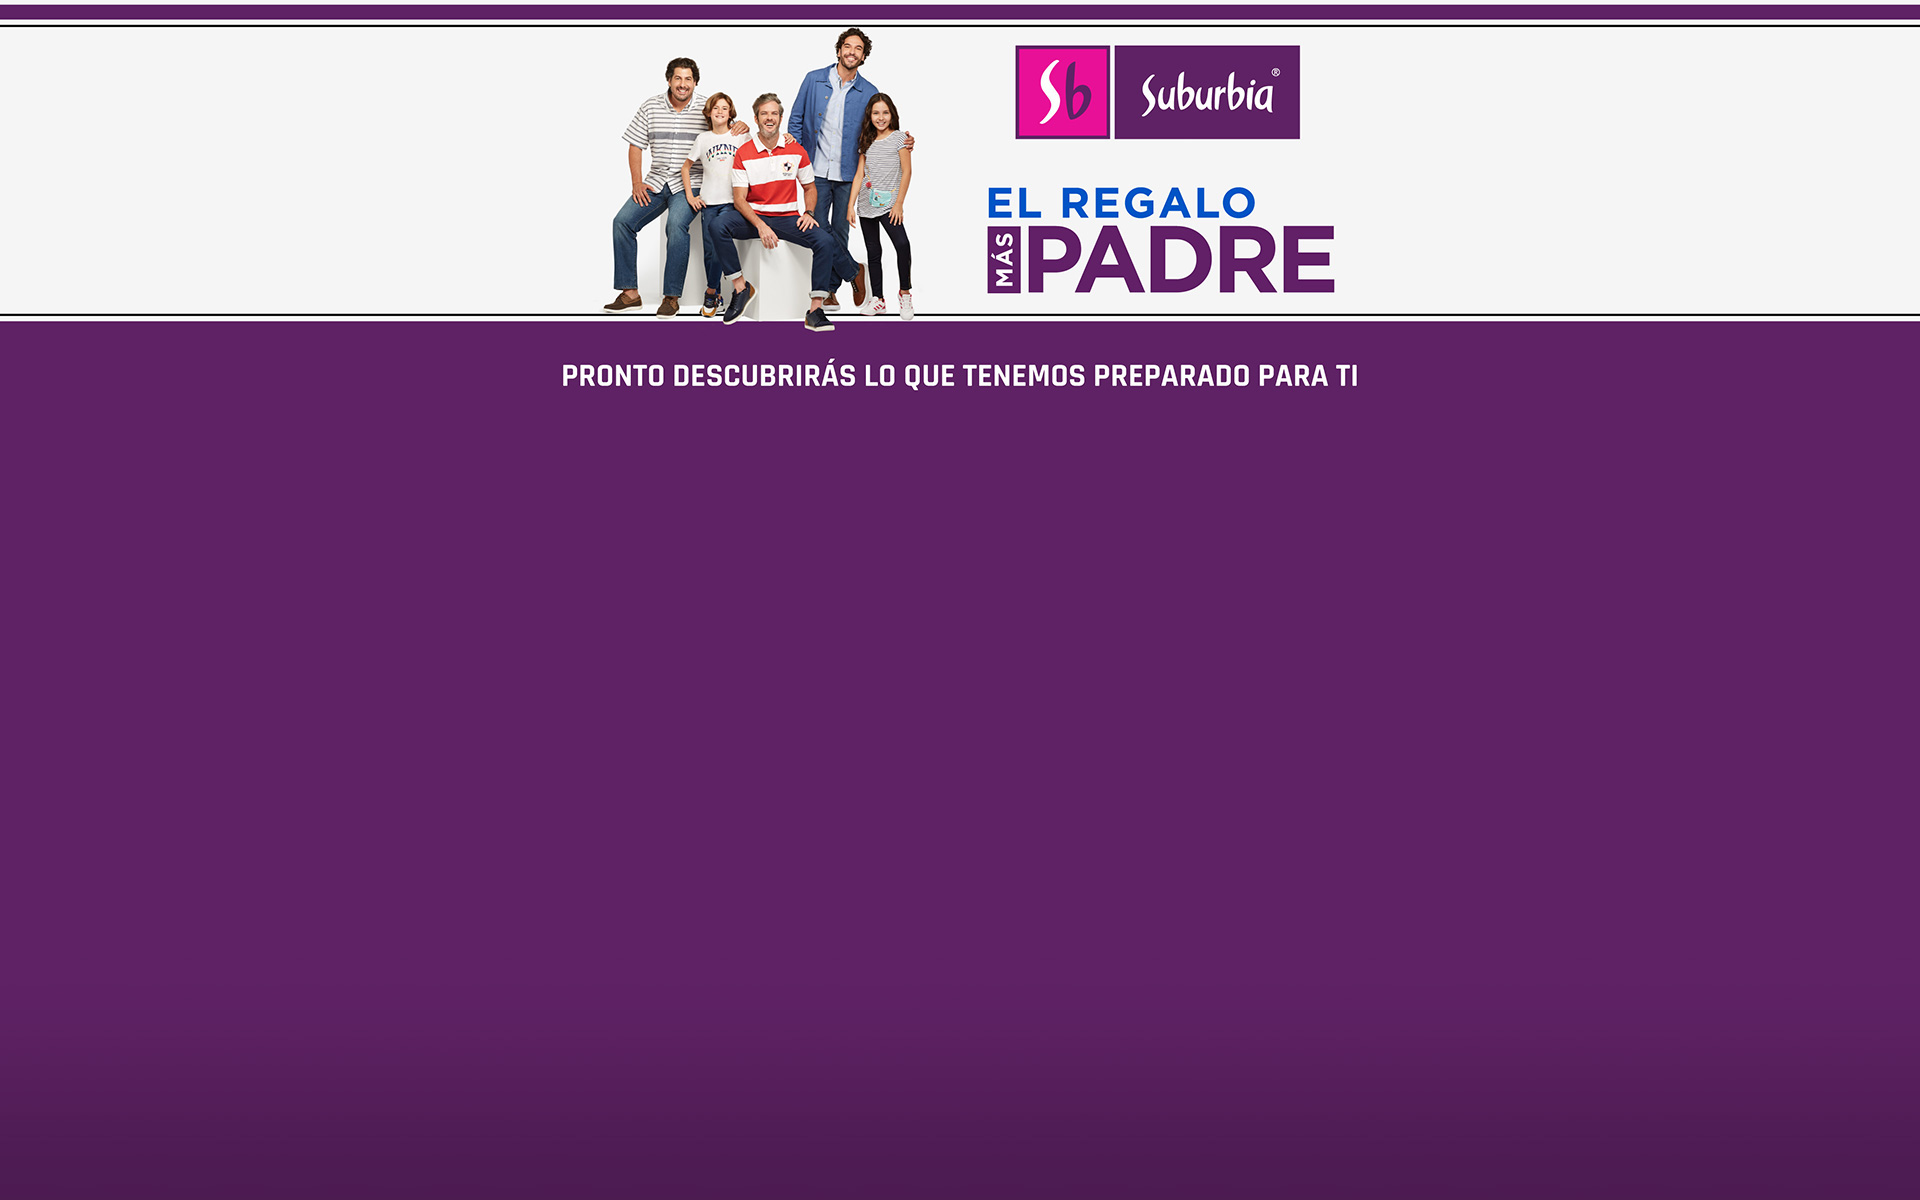 Sb Suburbia®
EL REGALO
MÁS PADRE
PRONTO DESCUBRIRÁS LO QUE TENEMOS PREPARADO PARA TI